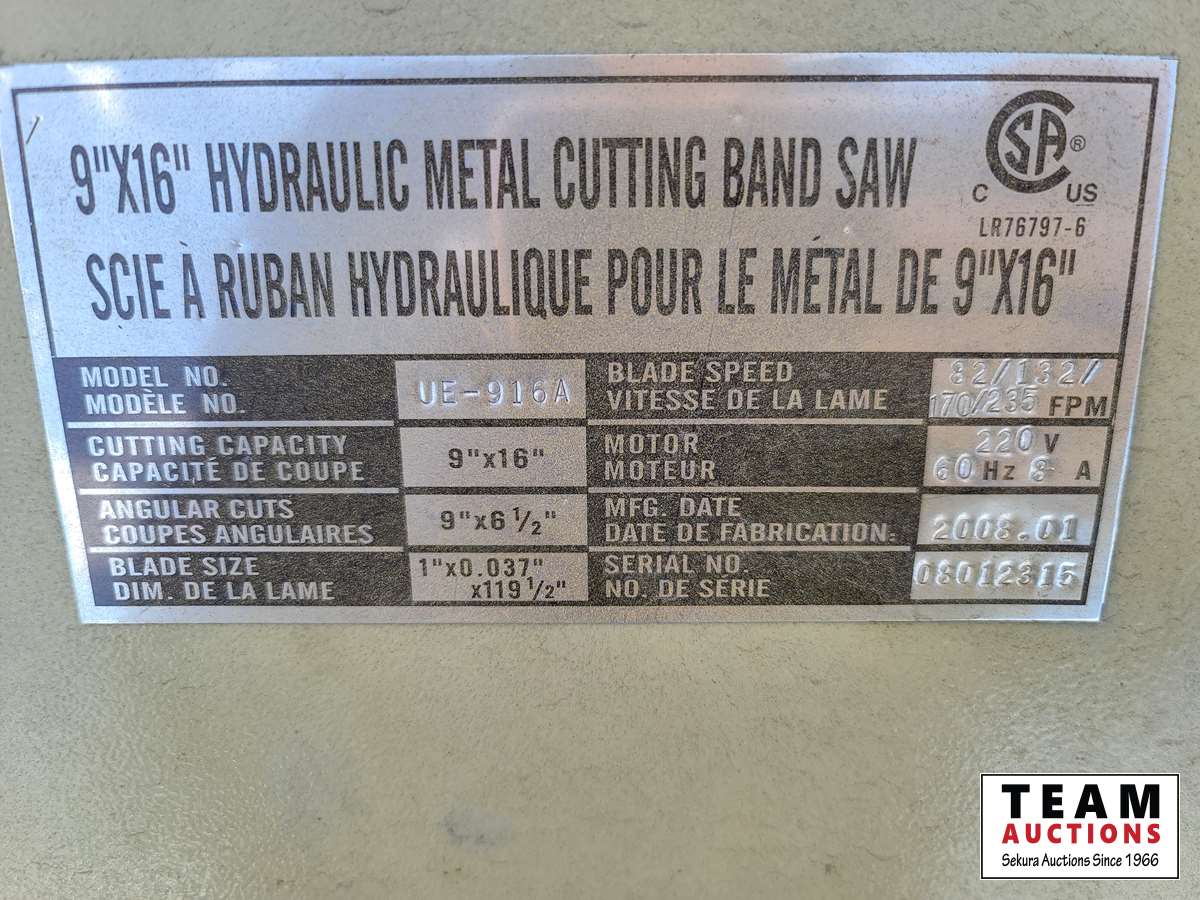 9"X16" HYDRAULIC METAL CUTTING BAND SAW
SCIE À RUBAN HYDRAULIQUE POUR LE MÉTAL DE 9"X16"
CSA ®
C US
LR76797-6
MODEL NO.
MODÈLE NO.
UE-916A
BLADE SPEED
VITESSE DE LA LAME
82/132/
170/235 FPM
CUTTING CAPACITY
CAPACITÉ DE COUPE
9"x16"
MOTOR
MOTEUR
220 V
60 Hz 8 A
ANGULAR CUTS
COUPES ANGULAIRES
9"x6 1/2"
MFG. DATE
DATE DE FABRICATION:
2008.01
BLADE SIZE
DIM. DE LA LAME
1"x0.037"
x119 1/2"
SERIAL NO.
NO. DE SÉRIE
08012315
TEAM
AUCTIONS
Sekura Auctions Since 1966